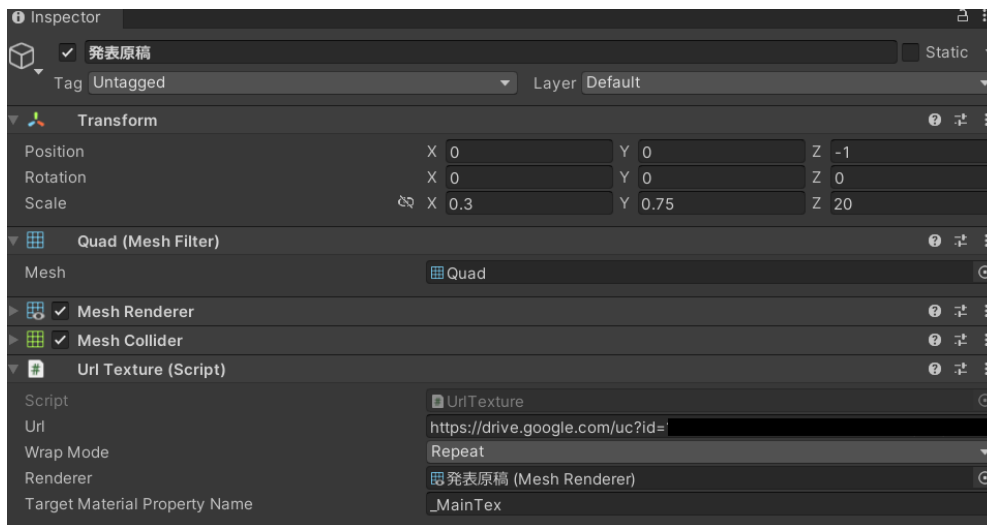 Inspector
発表原稿 Static
Tag Untagged Layer Default
Transform
Position X 0 Y 0 Z -1
Rotation X 0 Y 0 Z 0
Scale X 0.3 Y 0.75 Z 20
Quad (Mesh Filter)
Mesh Quad
Mesh Renderer
Mesh Collider
# Url Texture (Script)
Script # UrlTexture
Url https://drive.google.com/uc?id=
Wrap Mode Repeat
Renderer 発表原稿 (Mesh Renderer)
Target Material Property Name _MainTex